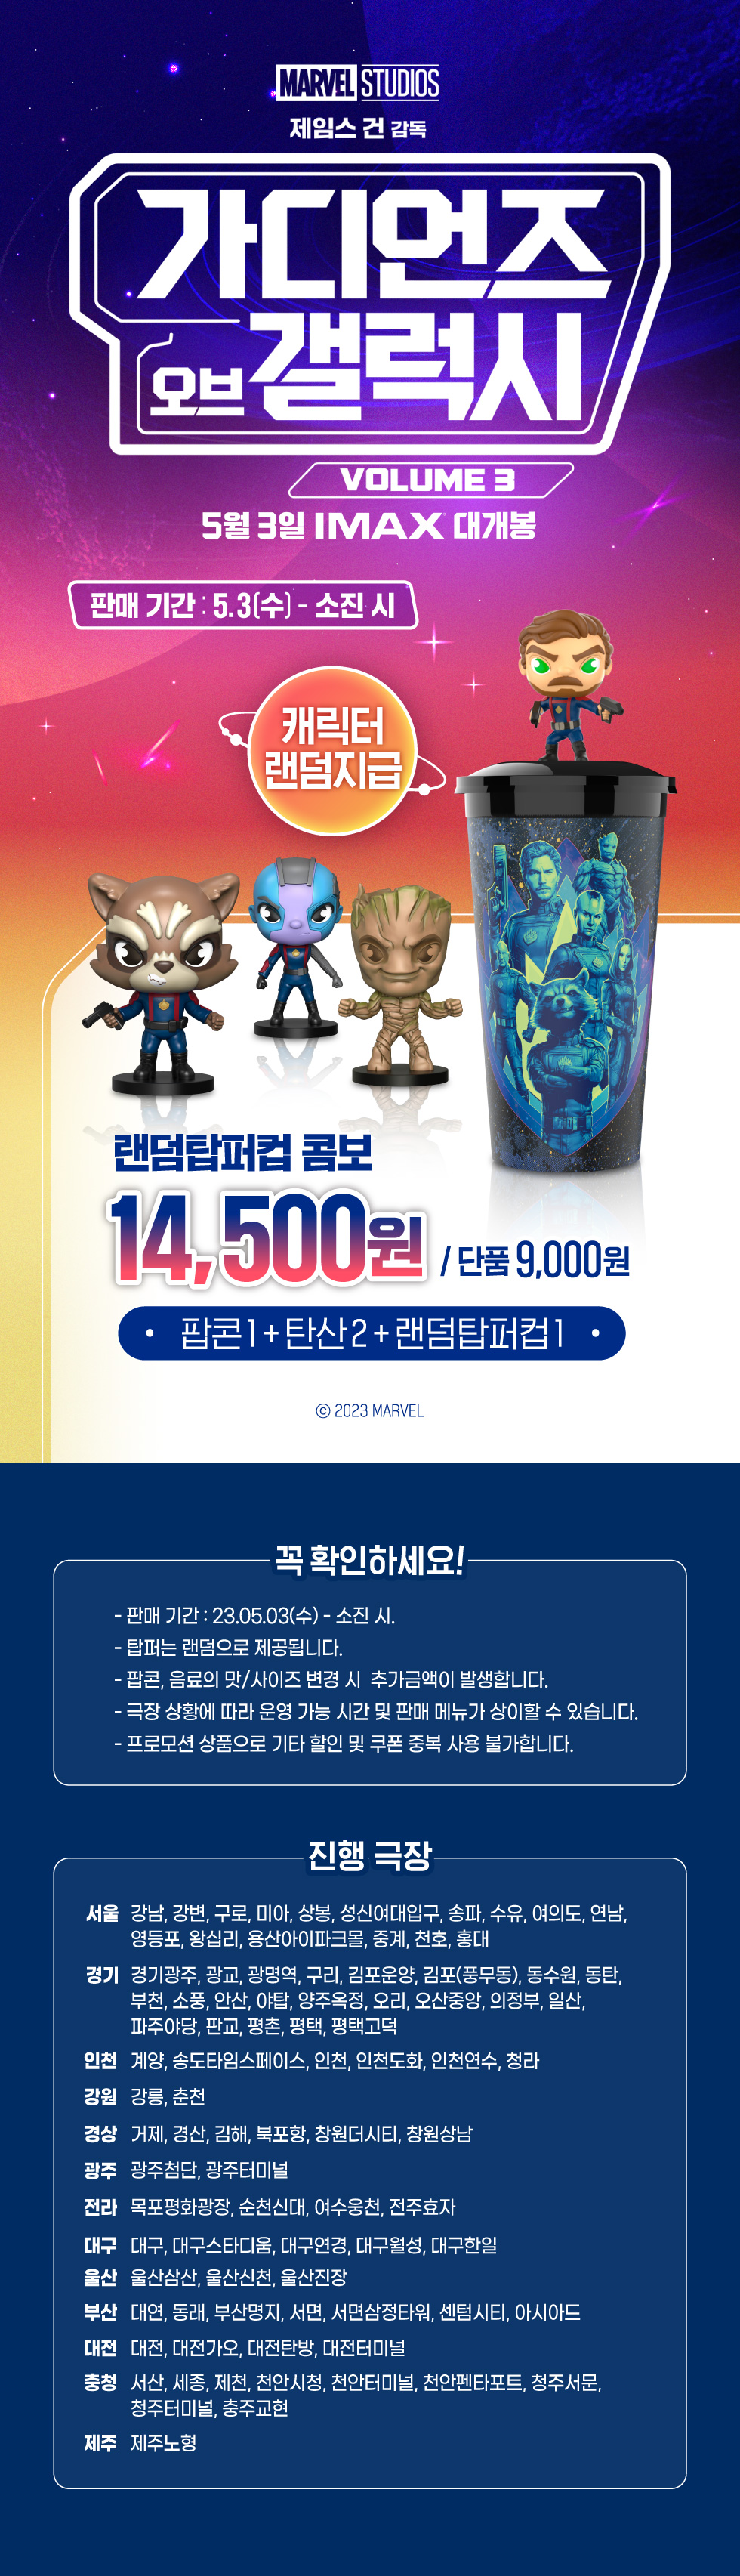 MARVEL STUDIOS
제임스 건 감독
가디언즈
오브 갤럭시
VOLUME 3
5월 3일 IMAX 대개봉
판매 기간 : 5.3(수) - 소진 시
캐릭터
랜덤지급
랜덤탑퍼컵 콤보
14,500원 / 단품 9,000원
• 팝콘1+탄산2+랜덤탑퍼컵1 •
ⓒ 2023 MARVEL
꼭 확인하세요!
- 판매 기간 : 23.05.03(수) - 소진 시.
- 탑퍼는 랜덤으로 제공됩니다.
- 팝콘, 음료의 맛/사이즈 변경 시 추가금액이 발생합니다.
- 극장 상황에 따라 운영 가능 시간 및 판매 메뉴가 상이할 수 있습니다.
- 프로모션 상품으로 기타 할인 및 쿠폰 중복 사용 불가합니다.
진행 극장
서울 강남, 강변, 구로, 미아, 상봉, 성신여대입구, 송파, 수유, 여의도, 연남,
영등포, 왕십리, 용산아이파크몰, 중계, 천호, 홍대
경기 경기광주, 광교, 광명역, 구리, 김포운양, 김포(풍무동), 동수원, 동탄,
부천, 소풍, 안산, 야탑, 양주옥정, 오리, 오산중앙, 의정부, 일산,
파주야당, 판교, 평촌, 평택, 평택고덕
인천 계양, 송도타임스페이스, 인천, 인천도화, 인천연수, 청라
강원 강릉, 춘천
경상 거제, 경산, 김해, 북포항, 창원더시티, 창원상남
광주 광주첨단, 광주터미널
전라 목포평화광장, 순천신대, 여수웅천, 전주효자
대구 대구, 대구스타디움, 대구연경, 대구월성, 대구한일
울산 울산삼산, 울산신천, 울산진장
부산 대연, 동래, 부산명지, 서면, 서면삼정타워, 센텀시티, 아시아드
대전 대전, 대전가오, 대전탄방, 대전터미널
충청 서산, 세종, 제천, 천안시청, 천안터미널, 천안펜타포트, 청주서문,
청주터미널, 충주교현
제주 제주노형